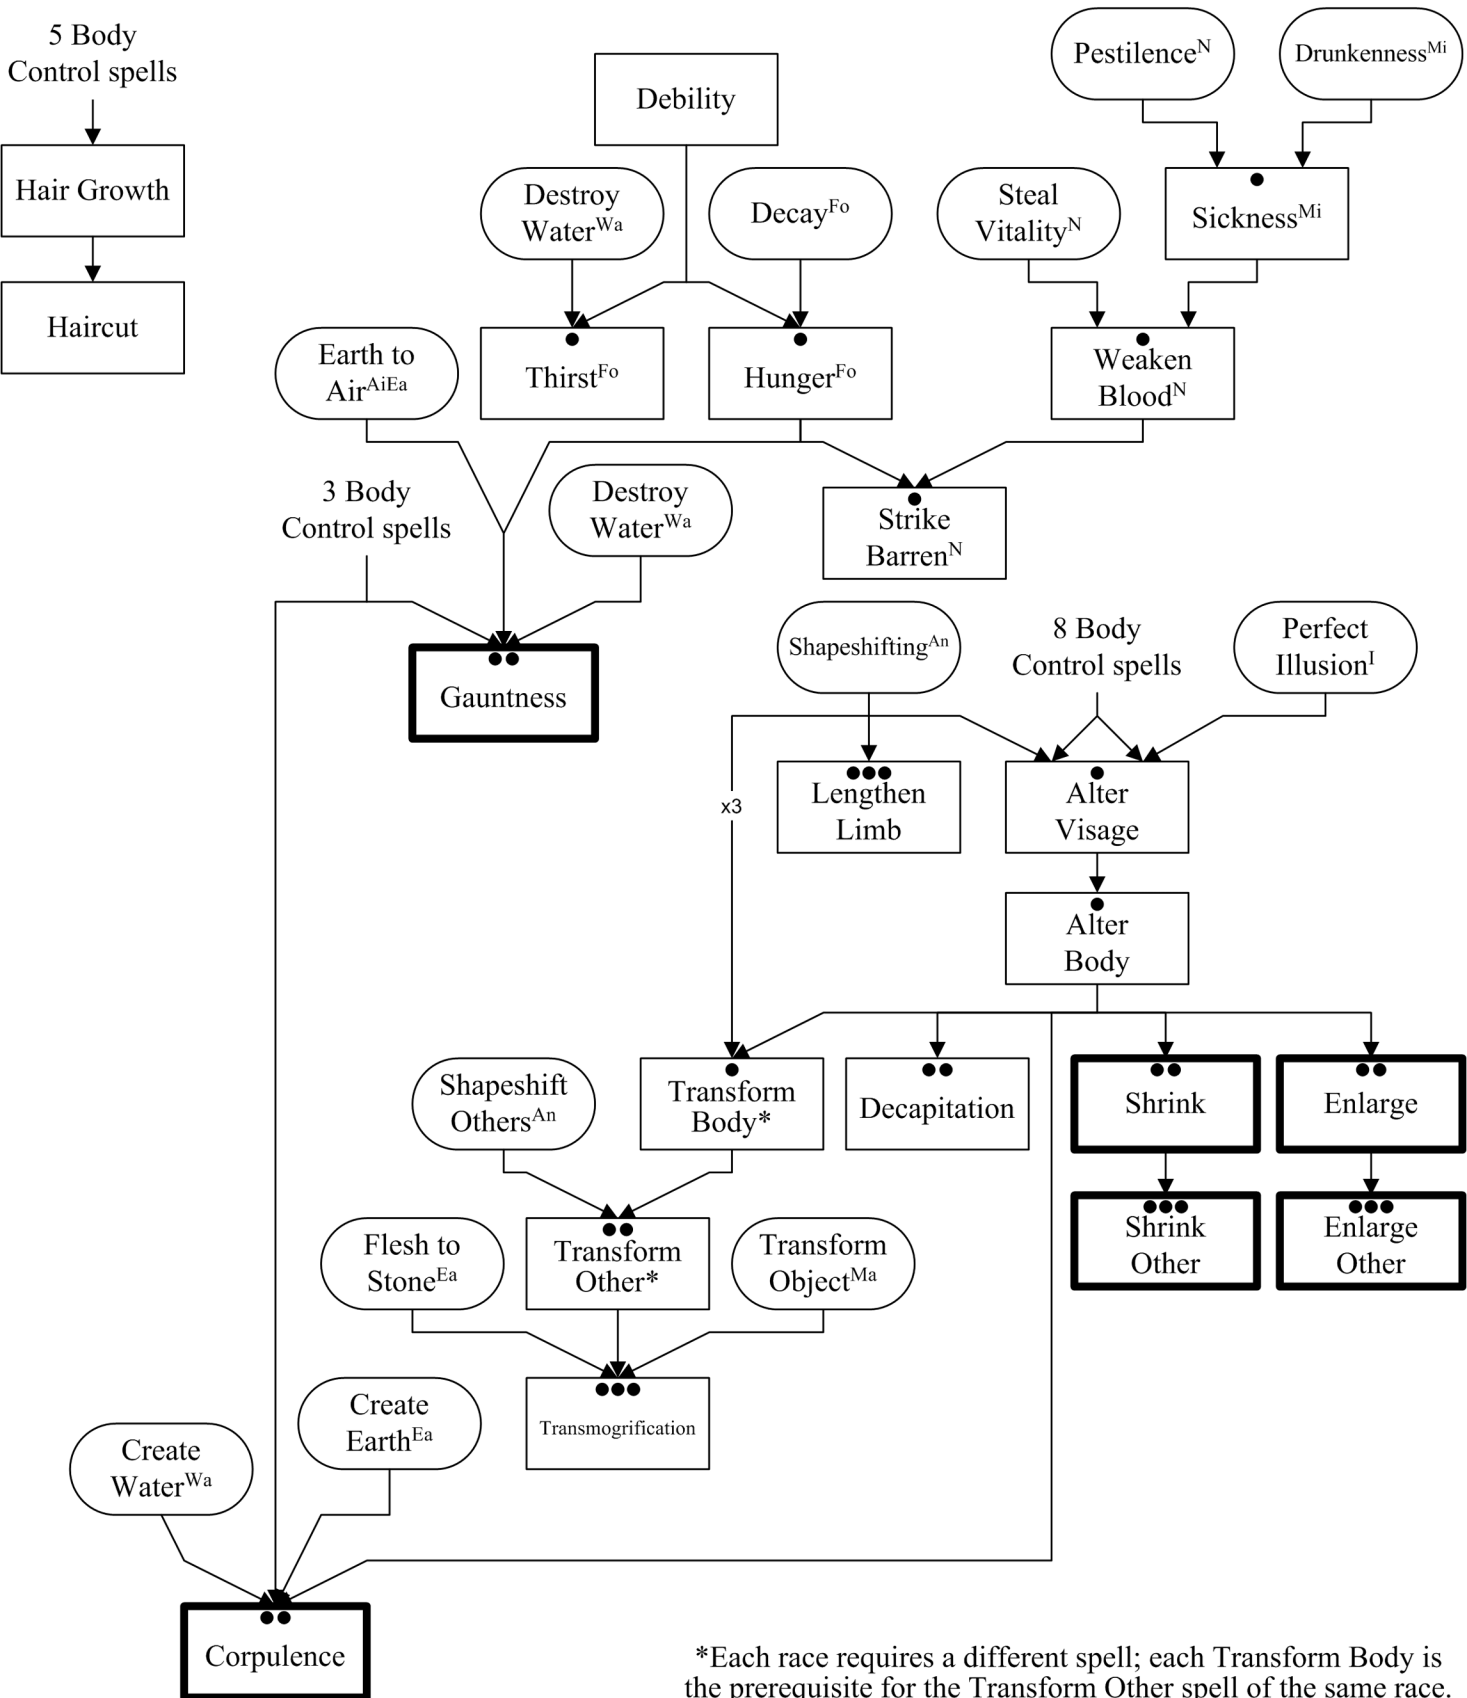 5 Body
Control spells
Hair Growth
Haircut
Debility
Pestilence^N
Drunkenness^Mi
Destroy
Water^Wa
Decay^Fo
Steal
Vitality^N
Sickness^Mi
Earth to
Air^AiEa
Thirst^Fo
Hunger^Fo
Weaken
Blood^N
3 Body
Control spells
Destroy
Water^Wa
Strike
Barren^N
Gauntness
Shapeshifting^An
8 Body
Control spells
Perfect
Illusion^I
x3
Lengthen
Limb
Alter
Visage
Alter
Body
Shapeshift
Others^An
Transform
Body*
Decapitation
Shrink
Enlarge
Flesh to
Stone^Ea
Transform
Other*
Transform
Object^Ma
Shrink
Other
Enlarge
Other
Transmogrification
Create
Water^Wa
Create
Earth^Ea
Corpulence
*Each race requires a different spell; each Transform Body is
the prerequisite for the Transform Other spell of the same race.